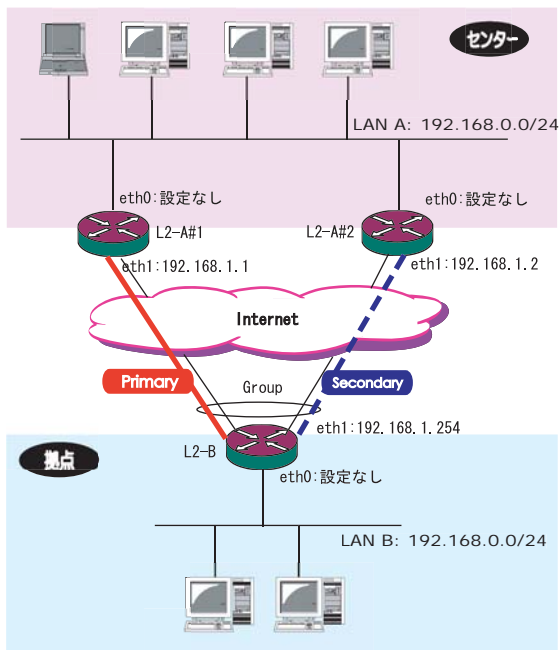 センター
LAN A: 192.168.0.0/24
eth0:設定なし
eth0:設定なし
L2-A#1
L2-A#2
eth1:192.168.1.1
eth1:192.168.1.2
Internet
Primary
Group
Secondary
eth1:192.168.1.254
拠点
L2-B
eth0:設定なし
LAN B: 192.168.0.0/24